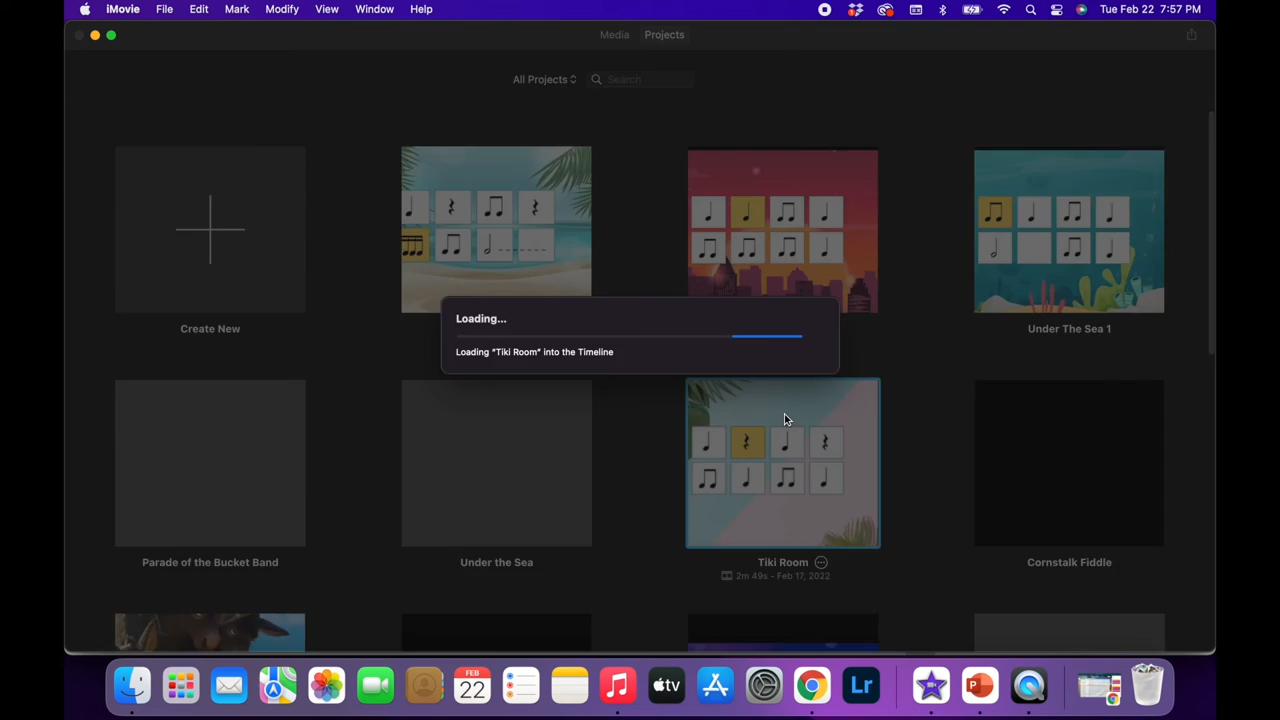 iMovie File Edit Mark Modify View Window Help Tue Feb 22 7:57 PM
Media Projects
All Projects Search
Create New
Under The Sea 1
Loading...
Loading "Tiki Room" into the Timeline
Parade of the Bucket Band
Under the Sea
Tiki Room
2m 49s - Feb 17, 2022
Cornstalk Fiddle
FEB
22
tv
Lr